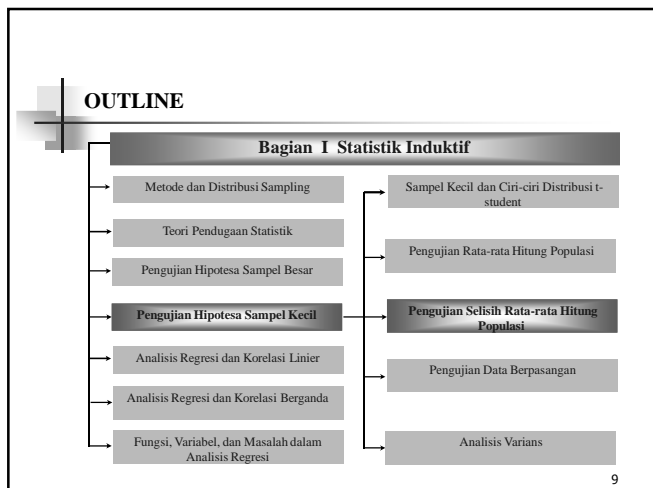 OUTLINE
Bagian I Statistik Induktif
Metode dan Distribusi Sampling
Teori Pendugaan Statistik
Pengujian Hipotesa Sampel Besar
Pengujian Hipotesa Sampel Kecil
Analisis Regresi dan Korelasi Linier
Analisis Regresi dan Korelasi Berganda
Fungsi, Variabel, dan Masalah dalam
Analisis Regresi
Sampel Kecil dan Ciri-ciri Distribusi t-
student
Pengujian Rata-rata Hitung Populasi
Pengujian Selisih Rata-rata Hitung
Populasi
Pengujian Data Berpasangan
Analisis Varians
9